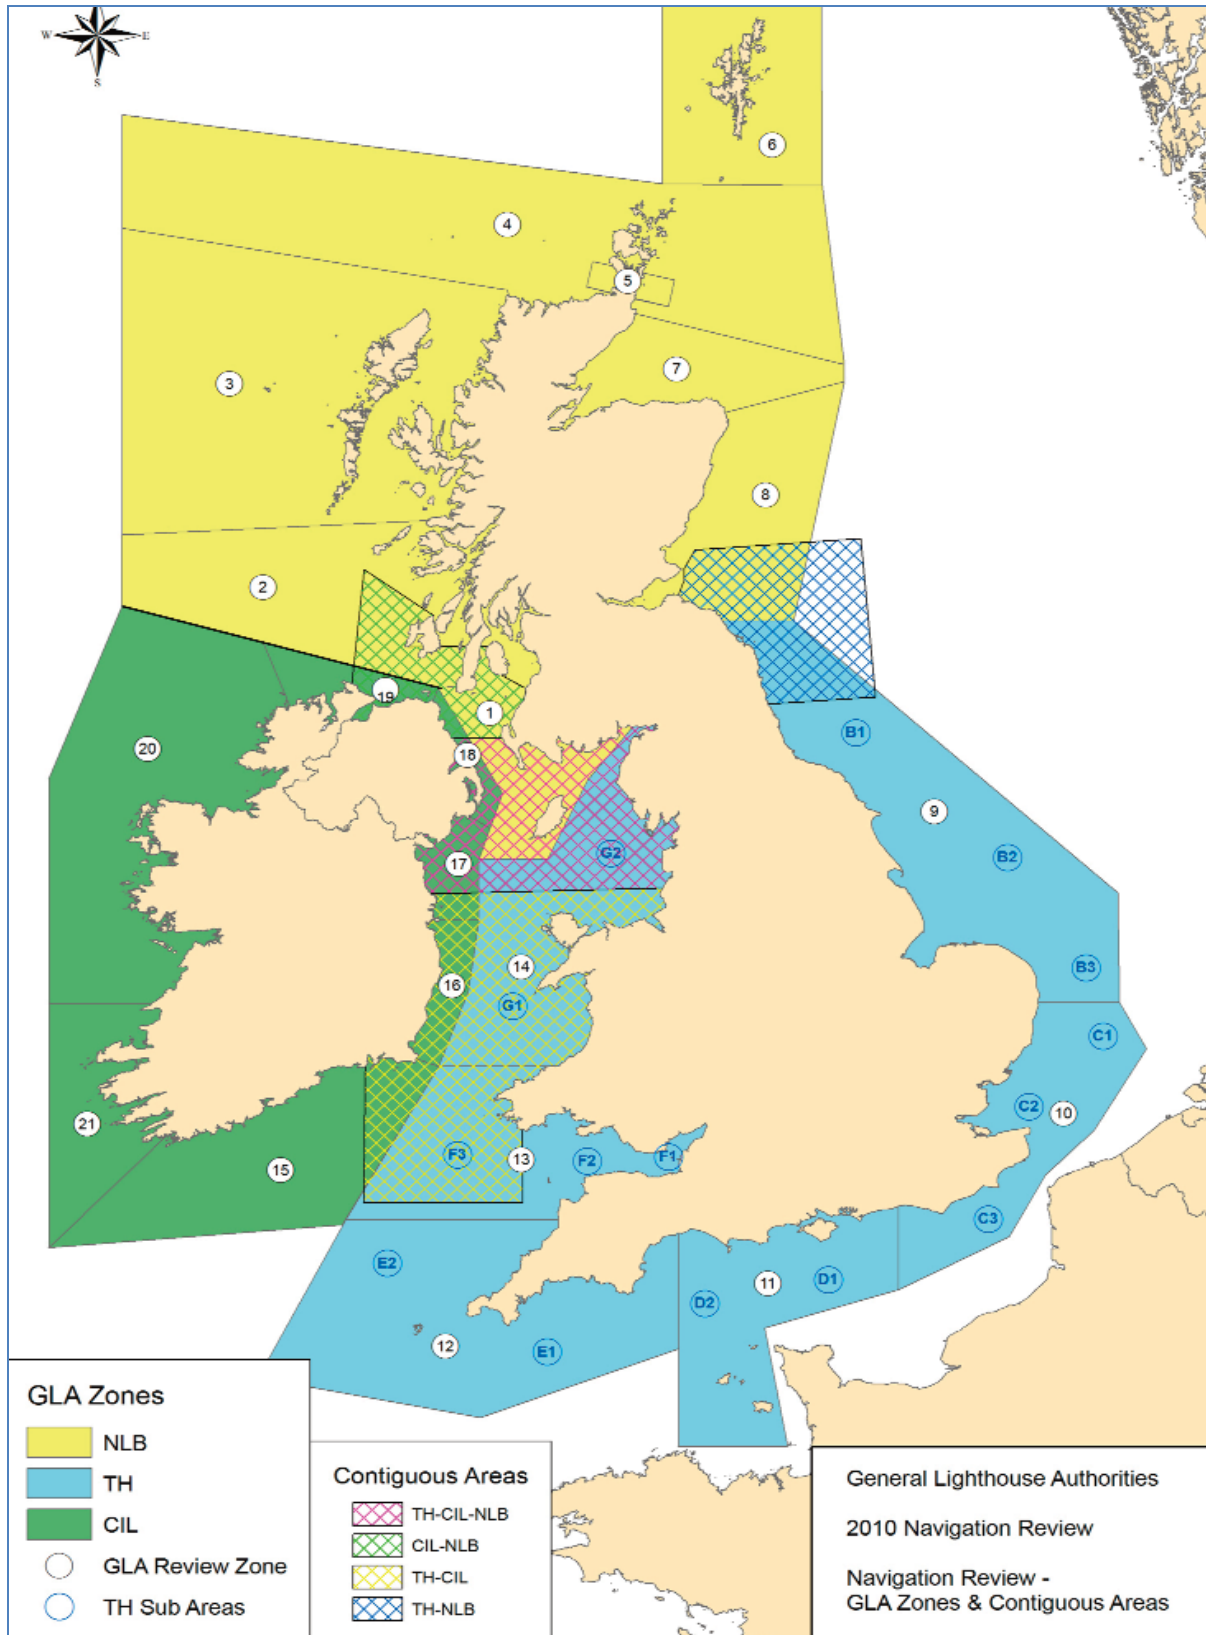 W
E
S
6
4
5
3
7
8
2
19
1
20
18
B1
9
17
G2
B2
14
16
B3
G1
C1
C2
10
21
15
F3
13
F2
F1
C3
E2
11
D1
D2
12
E1
GLA Zones
NLB
TH
CIL
GLA Review Zone
TH Sub Areas
Contiguous Areas
TH-CIL-NLB
CIL-NLB
TH-CIL
TH-NLB
General Lighthouse Authorities
2010 Navigation Review
Navigation Review -
GLA Zones & Contiguous Areas